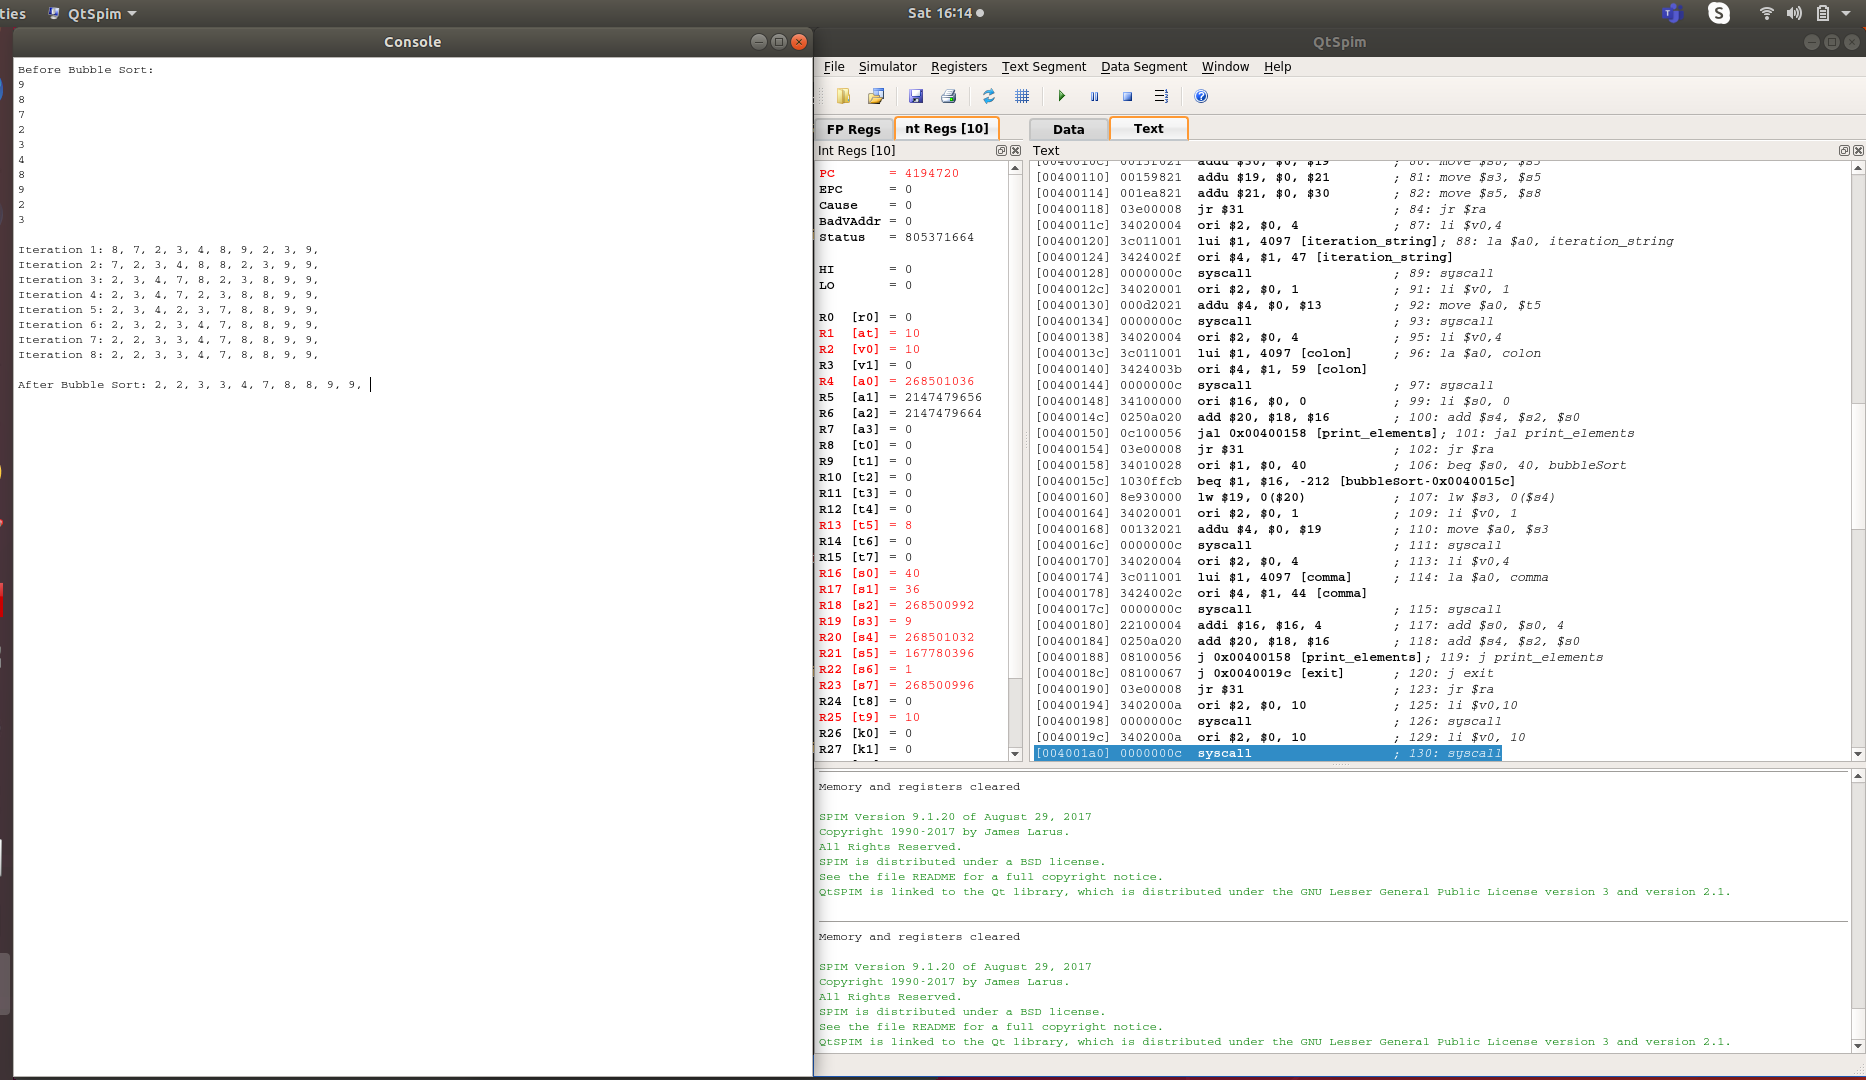 ties QtSpim Sat 16:14
Console
Before Bubble Sort:
9
8
7
2
3
4
8
9
2
3
Iteration 1: 8, 7, 2, 3, 4, 8, 9, 2, 3, 9,
Iteration 2: 7, 2, 3, 4, 8, 8, 2, 3, 9, 9,
Iteration 3: 2, 3, 4, 7, 8, 2, 3, 8, 9, 9,
Iteration 4: 2, 3, 4, 7, 2, 3, 8, 8, 9, 9,
Iteration 5: 2, 3, 4, 2, 3, 7, 8, 8, 9, 9,
Iteration 6: 2, 3, 2, 3, 4, 7, 8, 8, 9, 9,
Iteration 7: 2, 2, 3, 3, 4, 7, 8, 8, 9, 9,
Iteration 8: 2, 2, 3, 3, 4, 7, 8, 8, 9, 9,
After Bubble Sort: 2, 2, 3, 3, 4, 7, 8, 8, 9, 9,
QtSpim
File Simulator Registers Text Segment Data Segment Window Help
FP Regs nt Regs [10]
Int Regs [10]
PC = 4194720
EPC = 0
Cause = 0
BadVAddr = 0
Status = 805371664
HI = 0
LO = 0
R0 [r0] = 0
R1 [at] = 10
R2 [v0] = 10
R3 [v1] = 0
R4 [a0] = 268501036
R5 [a1] = 2147479656
R6 [a2] = 2147479664
R7 [a3] = 0
R8 [t0] = 0
R9 [t1] = 0
R10 [t2] = 0
R11 [t3] = 0
R12 [t4] = 0
R13 [t5] = 8
R14 [t6] = 0
R15 [t7] = 0
R16 [s0] = 40
R17 [s1] = 36
R18 [s2] = 268500992
R19 [s3] = 9
R20 [s4] = 268501032
R21 [s5] = 167780396
R22 [s6] = 1
R23 [s7] = 268500996
R24 [t8] = 0
R25 [t9] = 10
R26 [k0] = 0
R27 [k1] = 0
Data Text
Text
[0040010c] 0015f021 addu $30, $0, $19 ; 80: move $s8, $s3
[00400110] 00159821 addu $19, $0, $21 ; 81: move $s3, $s5
[00400114] 001ea821 addu $21, $0, $30 ; 82: move $s5, $s8
[00400118] 03e00008 jr $31 ; 84: jr $ra
[0040011c] 34020004 ori $2, $0, 4 ; 87: li $v0,4
[00400120] 3c011001 lui $1, 4097 [iteration_string]; 88: la $a0, iteration_string
[00400124] 3424002f ori $4, $1, 47 [iteration_string]
[00400128] 0000000c syscall ; 89: syscall
[0040012c] 34020001 ori $2, $0, 1 ; 91: li $v0, 1
[00400130] 000d2021 addu $4, $0, $13 ; 92: move $a0, $t5
[00400134] 0000000c syscall ; 93: syscall
[00400138] 34020004 ori $2, $0, 4 ; 95: li $v0,4
[0040013c] 3c011001 lui $1, 4097 [colon] ; 96: la $a0, colon
[00400140] 3424003b ori $4, $1, 59 [colon]
[00400144] 0000000c syscall ; 97: syscall
[00400148] 34100000 ori $16, $0, 0 ; 99: li $s0, 0
[0040014c] 0250a020 add $20, $18, $16 ; 100: add $s4, $s2, $s0
[00400150] 0c100056 jal 0x00400158 [print_elements]; 101: jal print_elements
[00400154] 03e00008 jr $31 ; 102: jr $ra
[00400158] 34010028 ori $1, $0, 40 ; 106: beq $s0, 40, bubbleSort
[0040015c] 1030ffcb beq $1, $16, -212 [bubbleSort-0x0040015c]
[00400160] 8e930000 lw $19, 0($20) ; 107: lw $s3, 0($s4)
[00400164] 34020001 ori $2, $0, 1 ; 109: li $v0, 1
[00400168] 00132021 addu $4, $0, $19 ; 110: move $a0, $s3
[0040016c] 0000000c syscall ; 111: syscall
[00400170] 34020004 ori $2, $0, 4 ; 113: li $v0,4
[00400174] 3c011001 lui $1, 4097 [comma] ; 114: la $a0, comma
[00400178] 3424002c ori $4, $1, 44 [comma]
[0040017c] 0000000c syscall ; 115: syscall
[00400180] 22100004 addi $16, $16, 4 ; 117: add $s0, $s0, 4
[00400184] 0250a020 add $20, $18, $16 ; 118: add $s4, $s2, $s0
[00400188] 08100056 j 0x00400158 [print_elements]; 119: j print_elements
[0040018c] 08100067 j 0x0040019c [exit] ; 120: j exit
[00400190] 03e00008 jr $31 ; 123: jr $ra
[00400194] 3402000a ori $2, $0, 10 ; 125: li $v0,10
[00400198] 0000000c syscall ; 126: syscall
[0040019c] 3402000a ori $2, $0, 10 ; 129: li $v0, 10
[004001a0] 0000000c syscall ; 130: syscall
Memory and registers cleared
SPIM Version 9.1.20 of August 29, 2017
Copyright 1990-2017 by James Larus.
All Rights Reserved.
SPIM is distributed under a BSD license.
See the file README for a full copyright notice.
QtSPIM is linked to the Qt library, which is distributed under the GNU Lesser General Public License version 3 and version 2.1.
Memory and registers cleared
SPIM Version 9.1.20 of August 29, 2017
Copyright 1990-2017 by James Larus.
All Rights Reserved.
SPIM is distributed under a BSD license.
See the file README for a full copyright notice.
QtSPIM is linked to the Qt library, which is distributed under the GNU Lesser General Public License version 3 and version 2.1.